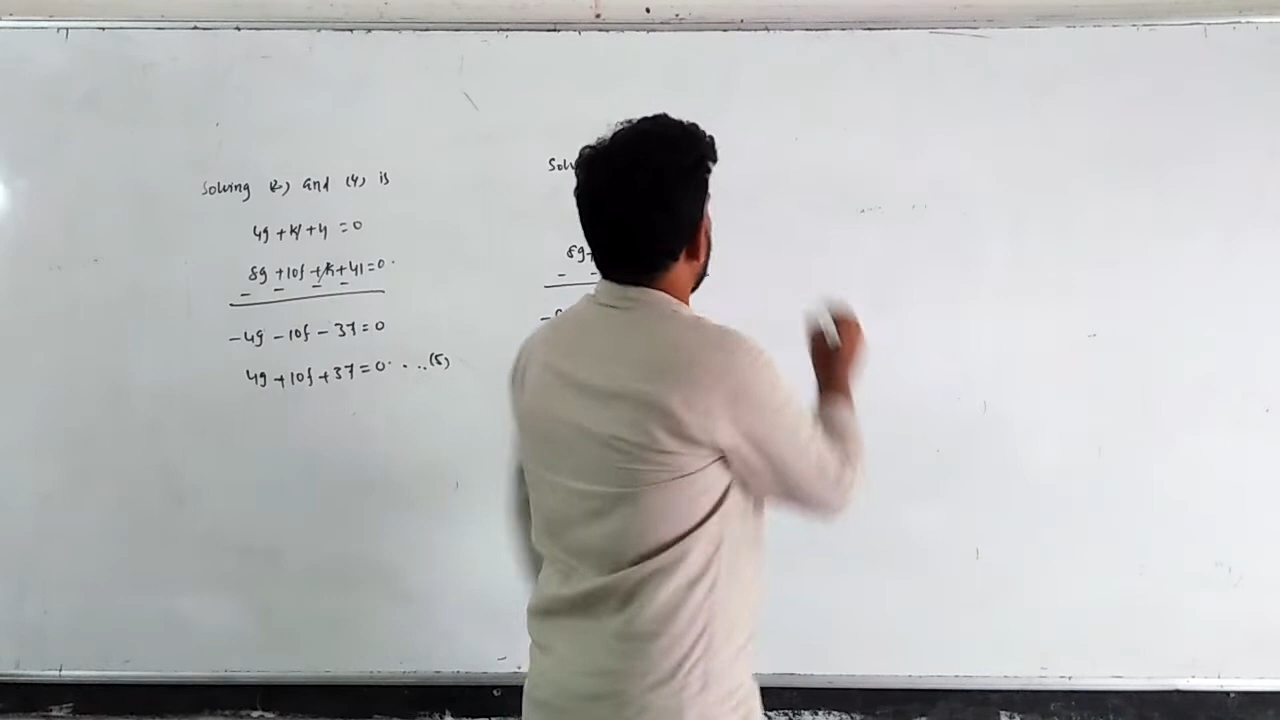 Solving (2) and (4) is
4g + k + 4 = 0
8g + 10f + k + 41 = 0.
- - - -
-4g - 10f - 37 = 0
4g + 10f + 37 = 0 . . . (5)
8g+
- -